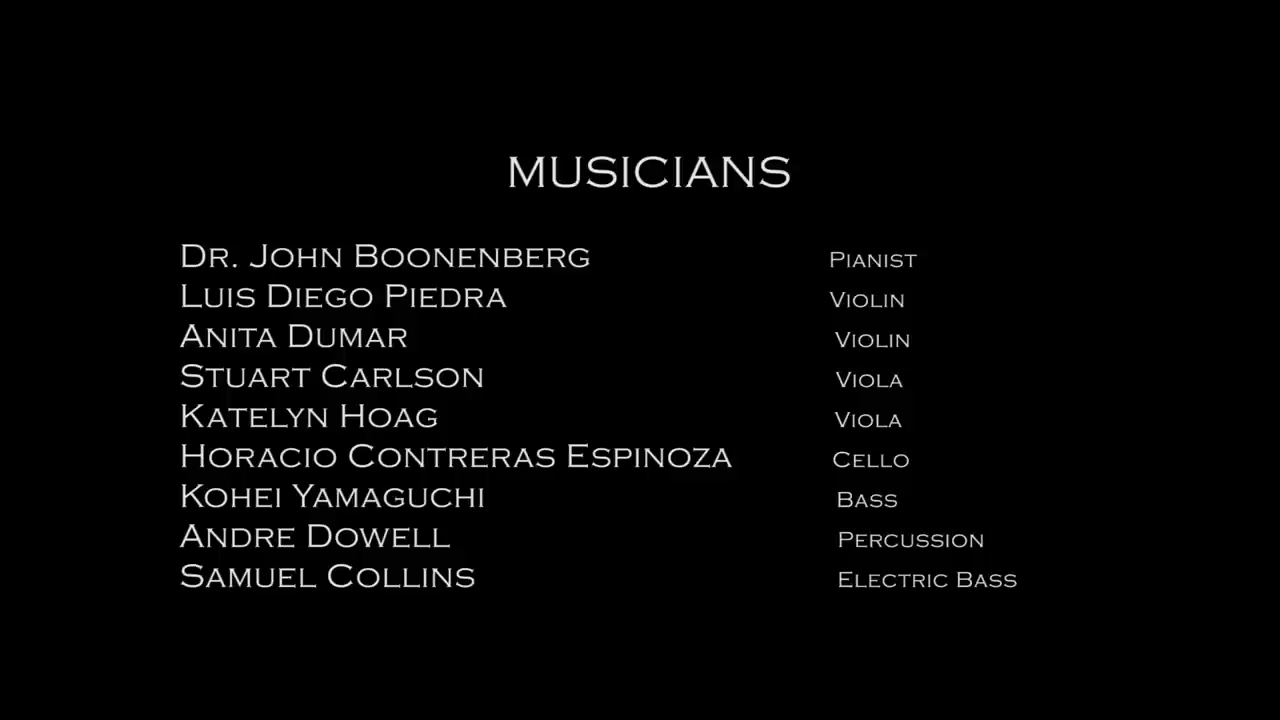 MUSICIANS
DR. JOHN BOONENBERG PIANIST
LUIS DIEGO PIEDRA VIOLIN
ANITA DUMAR VIOLIN
STUART CARLSON VIOLA
KATELYN HOAG VIOLA
HORACIO CONTRERAS ESPINOZA CELLO
KOHEI YAMAGUCHI BASS
ANDRE DOWELL PERCUSSION
SAMUEL COLLINS ELECTRIC BASS